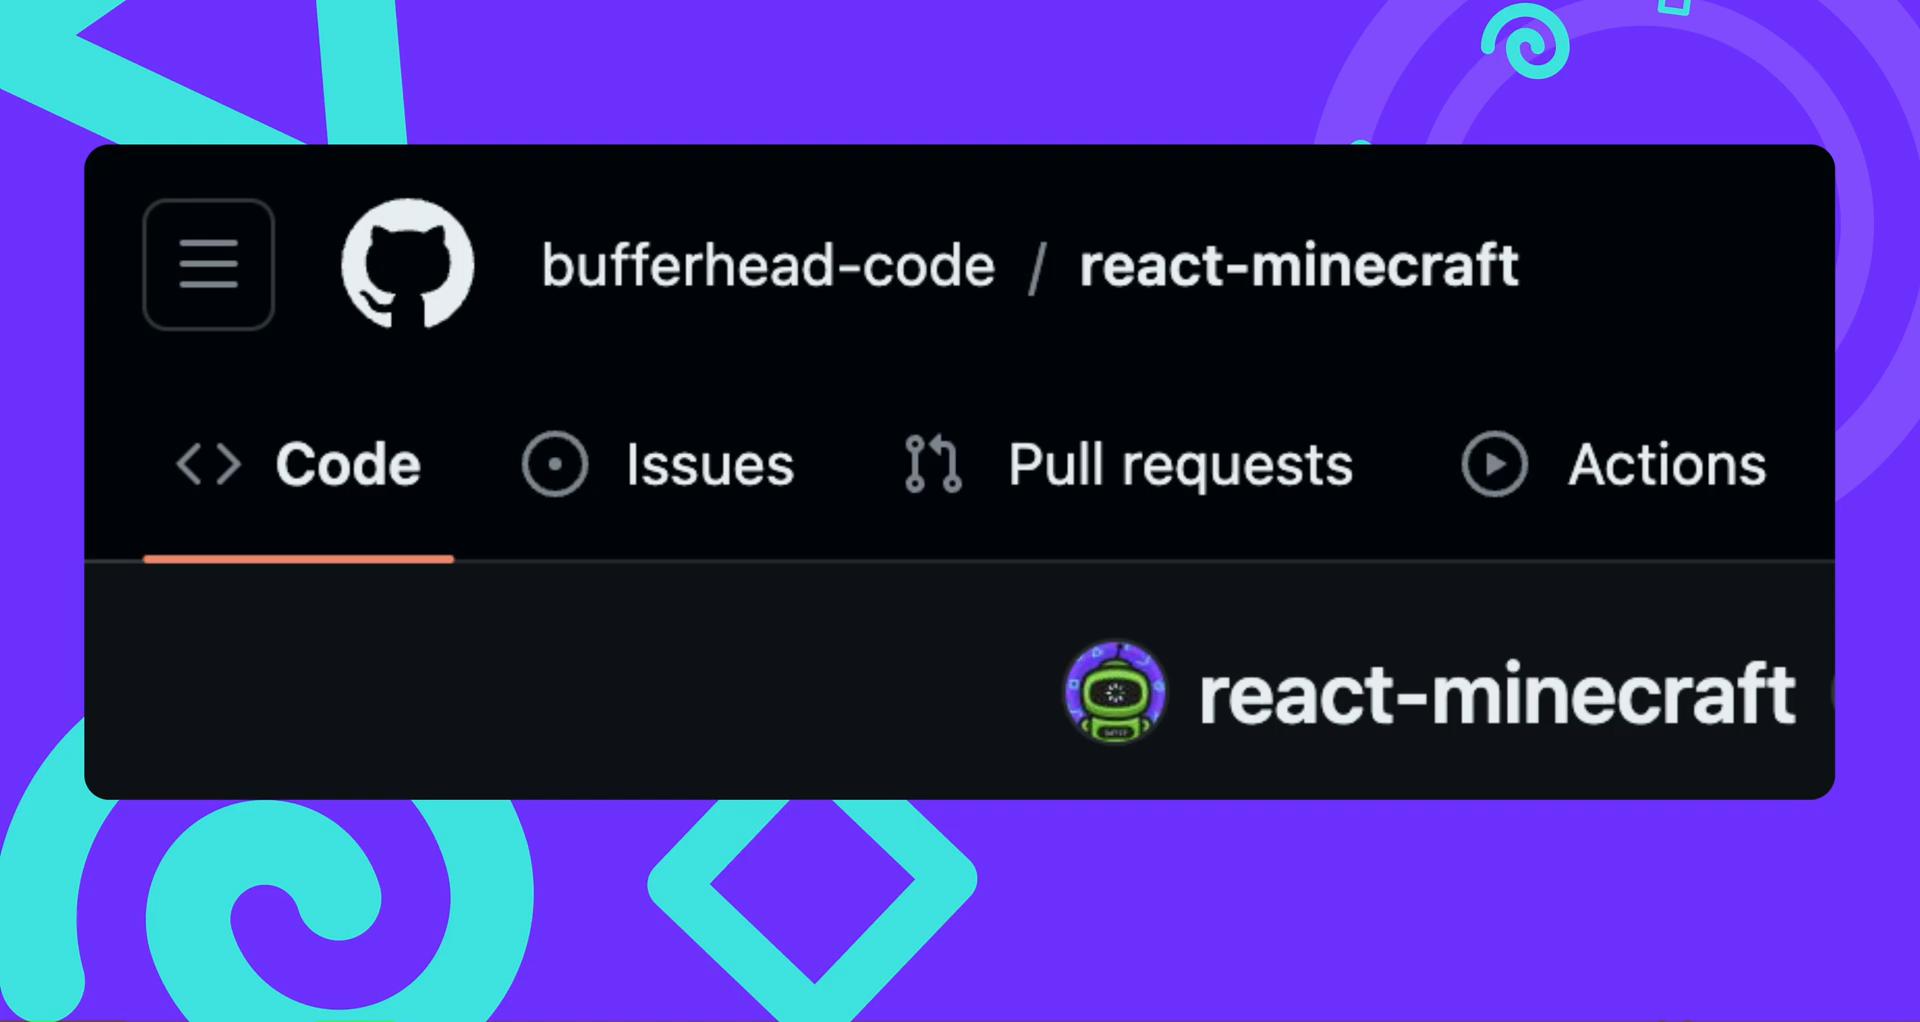 bufferhead-code / react-minecraft
Code Issues Pull requests Actions
react-minecraft